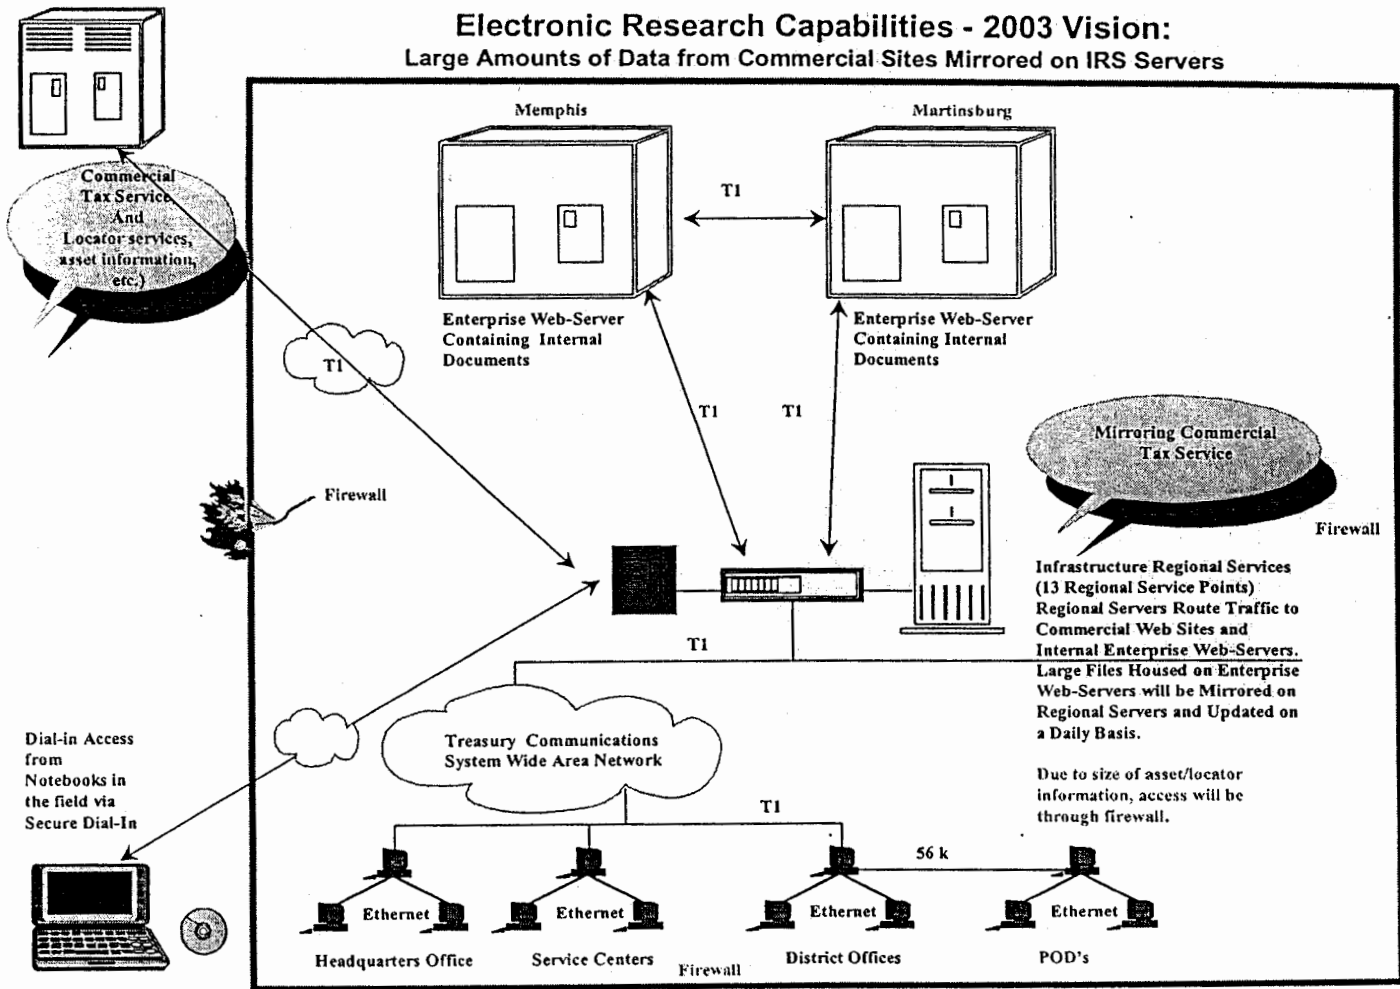 Electronic Research Capabilities - 2003 Vision:
Large Amounts of Data from Commercial Sites Mirrored on IRS Servers
Memphis
Martinsburg
Commercial
Tax Service
And
Locator services,
asset information,
etc.)
T1
Enterprise Web-Server
Containing Internal
Documents
Enterprise Web-Server
Containing Internal
Documents
T1
T1
T1
Mirroring Commercial
Tax Service
Firewall
Firewall
Infrastructure Regional Services
(13 Regional Service Points)
Regional Servers Route Traffic to
Commercial Web Sites and
Internal Enterprise Web-Servers.
Large Files Housed on Enterprise
Web-Servers will be Mirrored on
Regional Servers and Updated on
a Daily Basis.
T1
Treasury Communications
System Wide Area Network
Dial-in Access
from
Notebooks in
the field via
Secure Dial-In
Due to size of asset/locator
information, access will be
through firewall.
T1
56 k
Ethernet
Ethernet
Ethernet
Ethernet
Headquarters Office
Service Centers
District Offices
POD's
Firewall